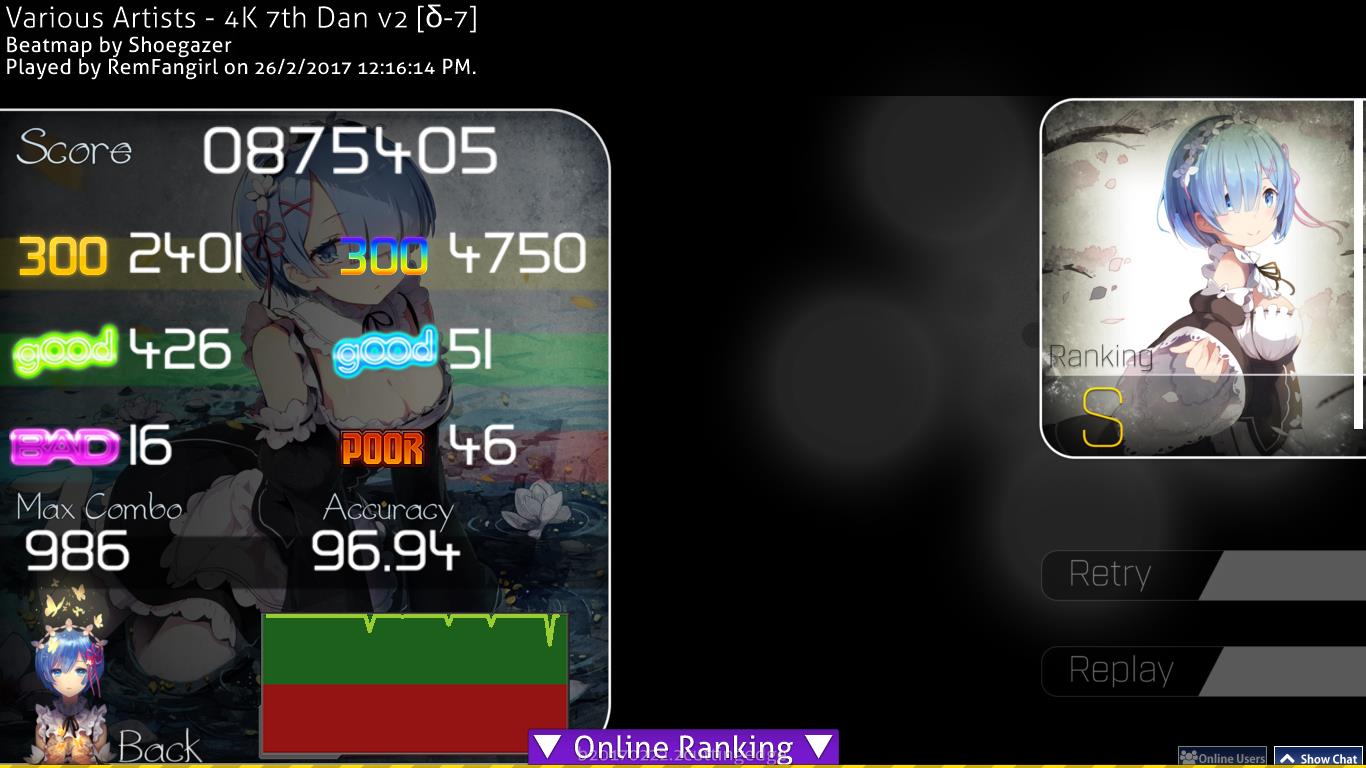 Various Artists - 4K 7th Dan v2 [δ-7]
Beatmap by Shoegazer
Played by RemFangirl on 26/2/2017 12:16:14 PM.
Score 0875405
300 2401 300 4750
good 426 good 51
BAD 16 POOR 46
Max Combo Accuracy
986 96.94
Ranking
S
Retry
Replay
Back
Online Ranking
Online Users Show Chat